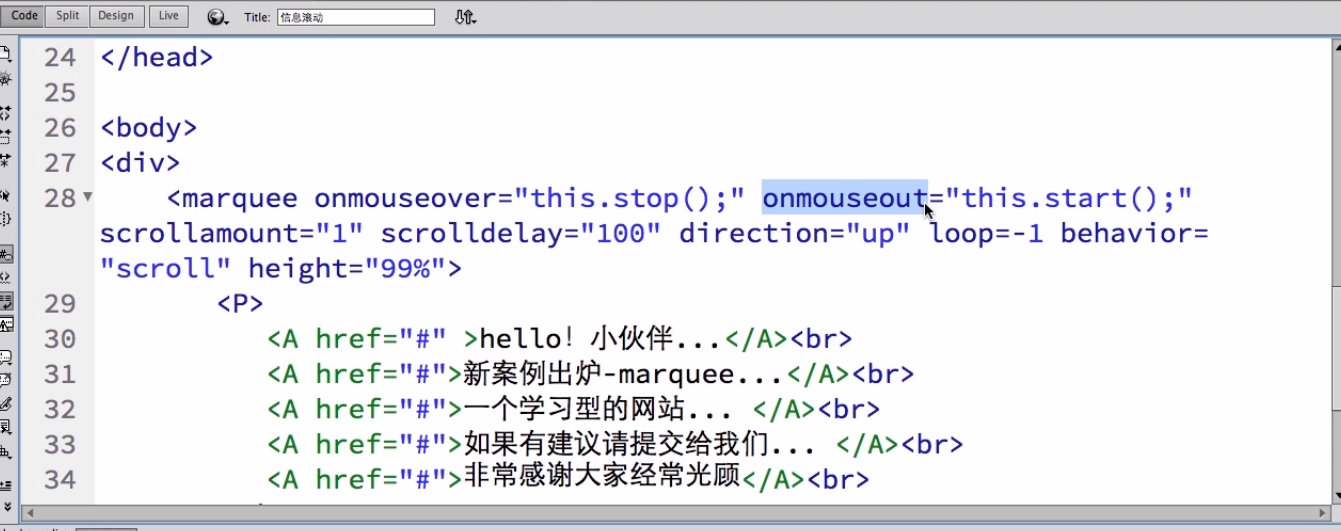 Code Split Design Live Title: 信息滚动
24 </head>
25
26 <body>
27 <div>
28 <marquee onmouseover="this.stop();" onmouseout="this.start();"
scrollamount="1" scrolldelay="100" direction="up" loop=-1 behavior=
"scroll" height="99%">
29 <P>
30 <A href="#" >hello! 小伙伴...</A><br>
31 <A href="#">新案例出炉-marquee...</A><br>
32 <A href="#">一个学习型的网站... </A><br>
33 <A href="#">如果有建议请提交给我们... </A><br>
34 <A href="#">非常感谢大家经常光顾</A><br>